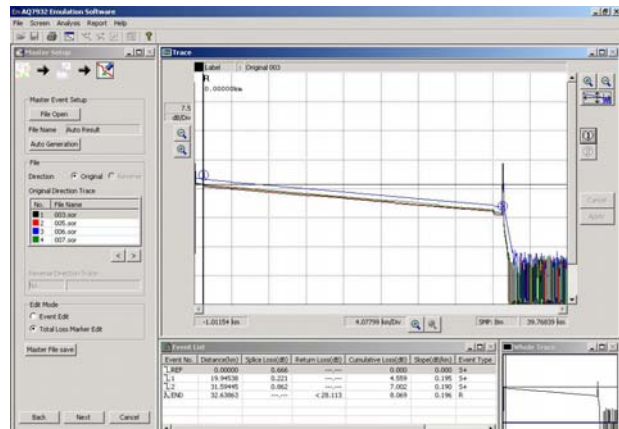 AQ7932 Emulation Software
File Screen Analyses Report Help
Master Setup
Master Event Setup
File Open
File Name Auto Result
Auto Generation
File
Direction Original Reverse
Original Direction Trace
No. File Name
1 003.sor
2 005.sor
3 006.sor
4 007.sor
< >
Reverse Direction Trace
Edit Mode
Event Edit
Total Loss Marker Edit
Master File save
Back Next Cancel
Trace
Label : Original 003
R
0.00000km
7.5
dB/Div
1
2
Cancel
Apply
-1.01154 km 4.07799 km/Div SMP: 8m 39.76839 km
Event List
Event No. Distance(km) Splice Loss(dB) Return Loss(dB) Cumulative Loss(dB) Slope(dB/km) Event Type
REF 0.00000 0.666 ---.--- 0.000 0.000 S+
1 19.94538 0.221 ---.--- 4.559 0.195 S+
2 31.59445 0.862 ---.--- 7.002 0.190 S+
END 32.63863 ---.--- < 28.113 8.069 0.196 R
Whole Trace